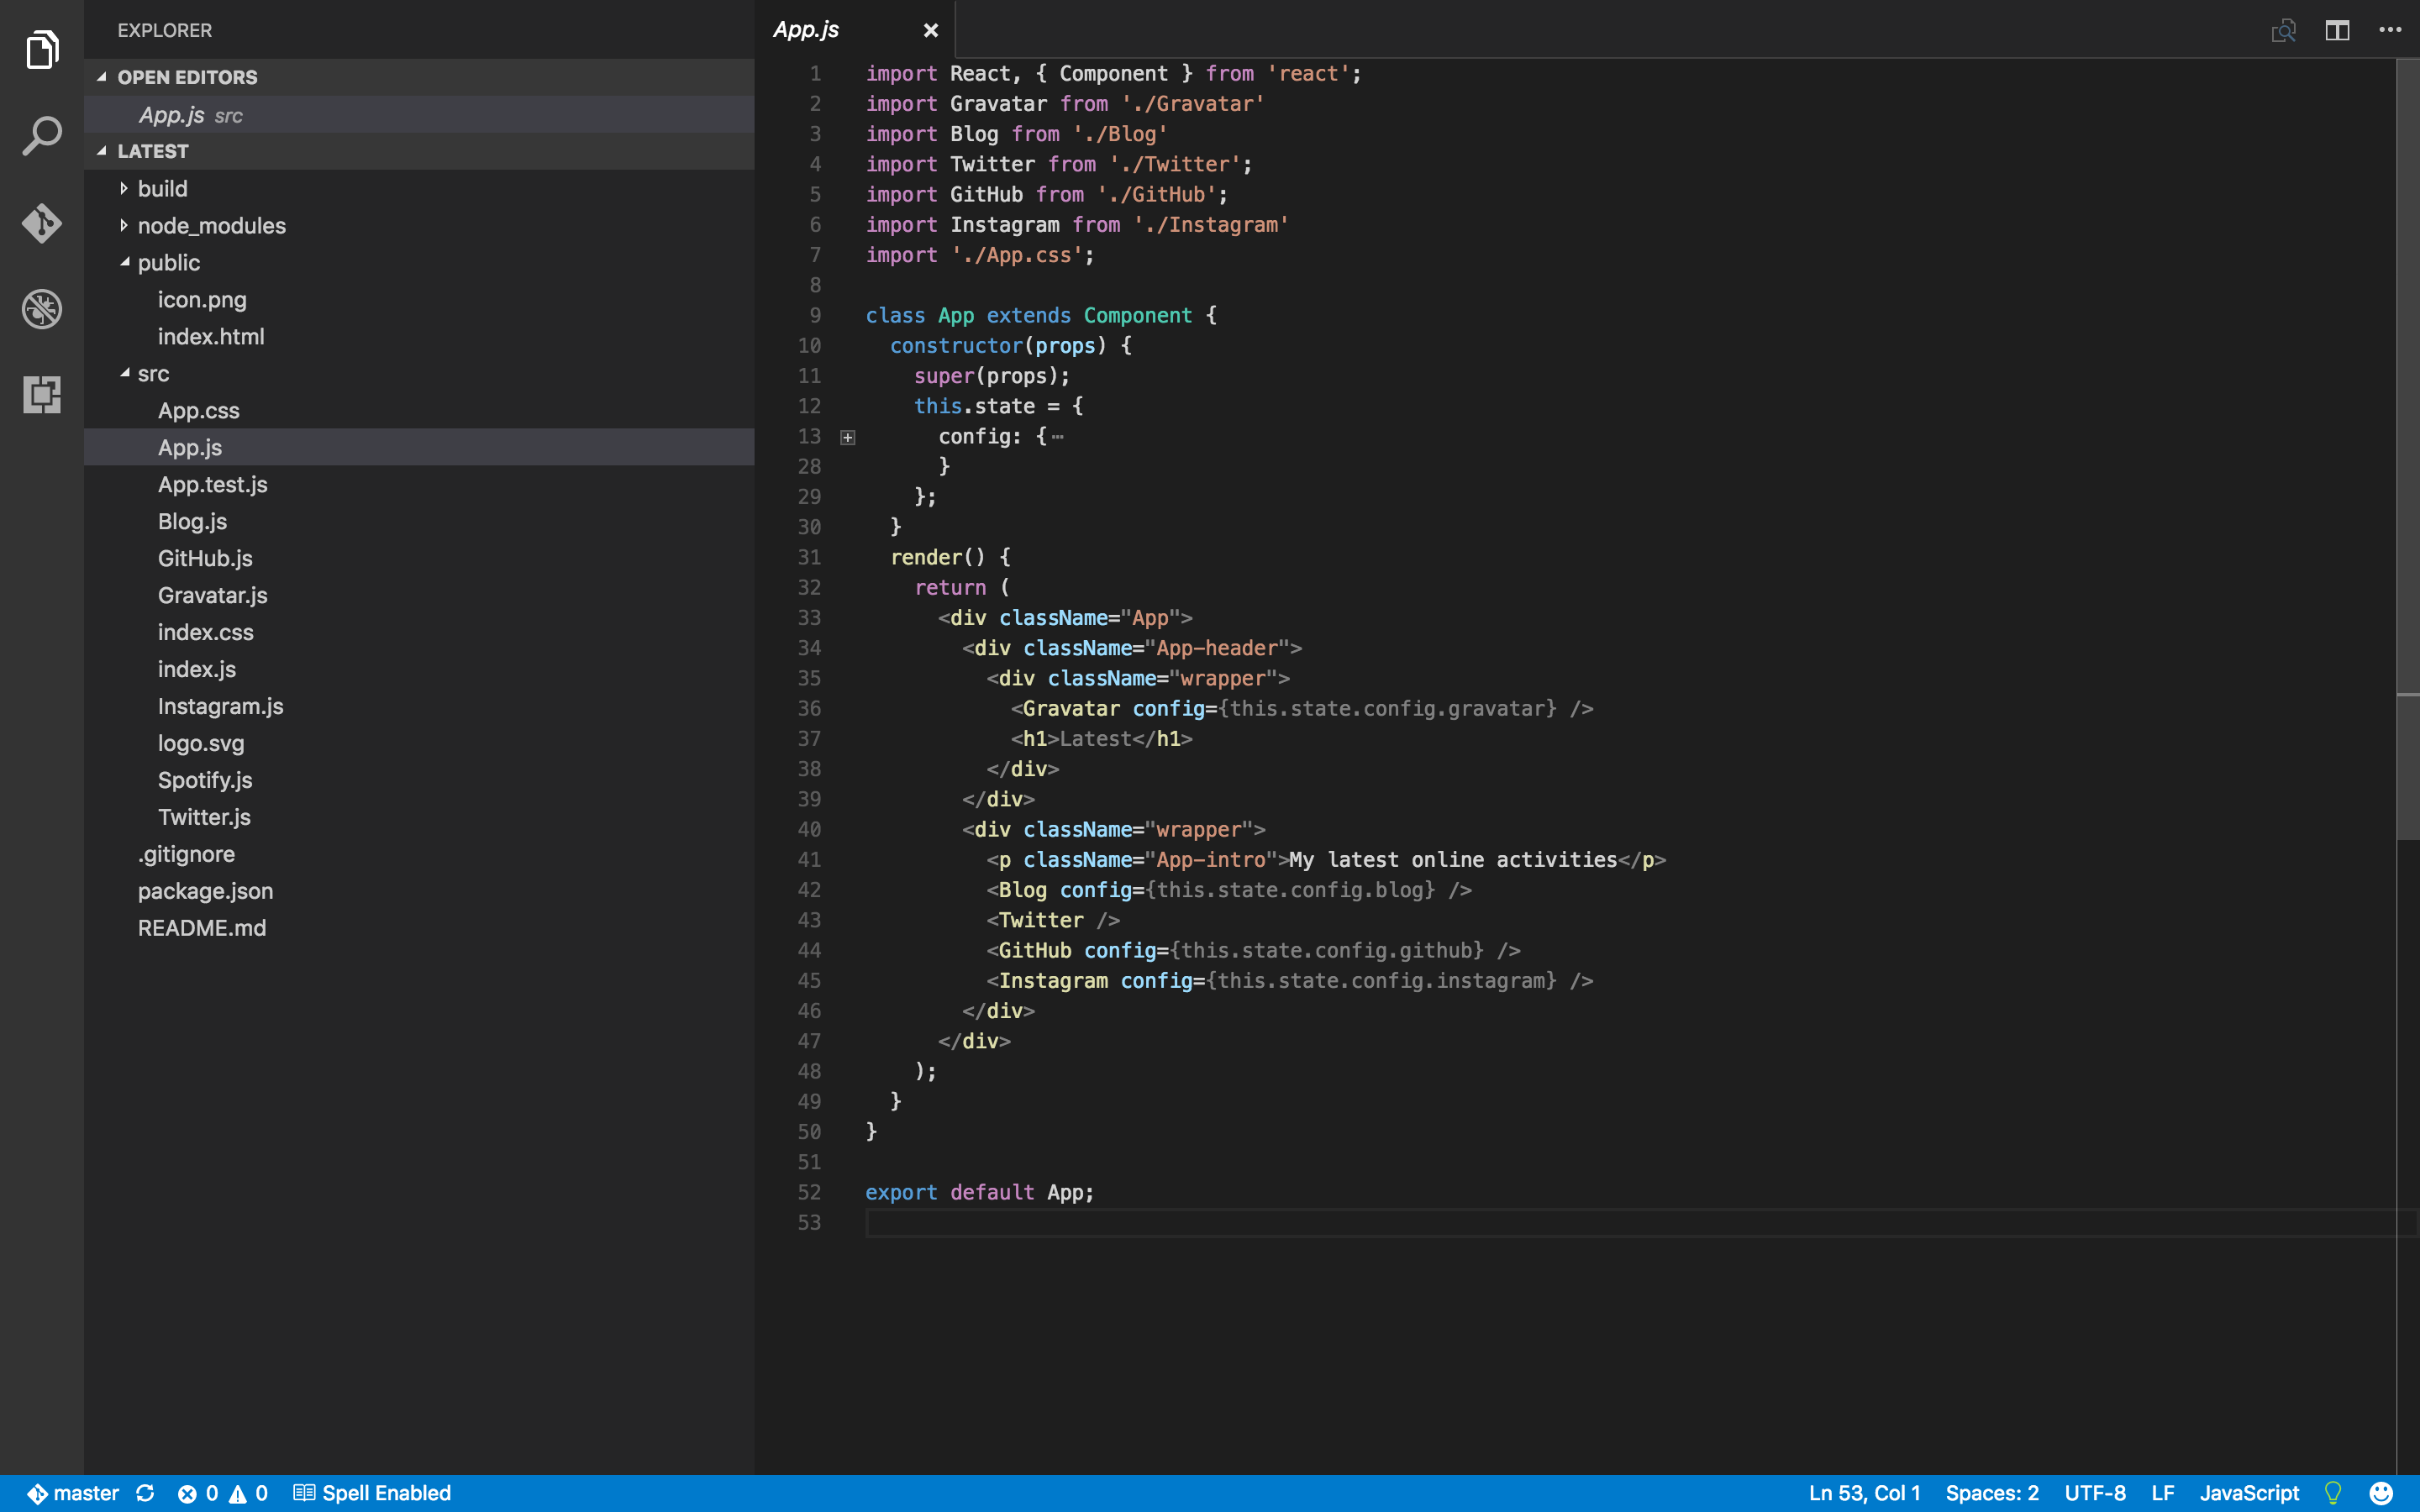 EXPLORER
OPEN EDITORS
App.js src
LATEST
build
node_modules
public
icon.png
index.html
src
App.css
App.js
App.test.js
Blog.js
GitHub.js
Gravatar.js
index.css
index.js
Instagram.js
logo.svg
Spotify.js
Twitter.js
.gitignore
package.json
README.md
App.js
1 import React, { Component } from 'react';
2 import Gravatar from './Gravatar'
3 import Blog from './Blog'
4 import Twitter from './Twitter';
5 import GitHub from './GitHub';
6 import Instagram from './Instagram'
7 import './App.css';
8
9 class App extends Component {
10 constructor(props) {
11 super(props);
12 this.state = {
13 config: {⋯
28 }
29 };
30 }
31 render() {
32 return (
33 <div className="App">
34 <div className="App-header">
35 <div className="wrapper">
36 <Gravatar config={this.state.config.gravatar} />
37 <h1>Latest</h1>
38 </div>
39 </div>
40 <div className="wrapper">
41 <p className="App-intro">My latest online activities</p>
42 <Blog config={this.state.config.blog} />
43 <Twitter />
44 <GitHub config={this.state.config.github} />
45 <Instagram config={this.state.config.instagram} />
46 </div>
47 </div>
48 );
49 }
50 }
51
52 export default App;
53
master 0 0 Spell Enabled Ln 53, Col 1 Spaces: 2 UTF-8 LF JavaScript